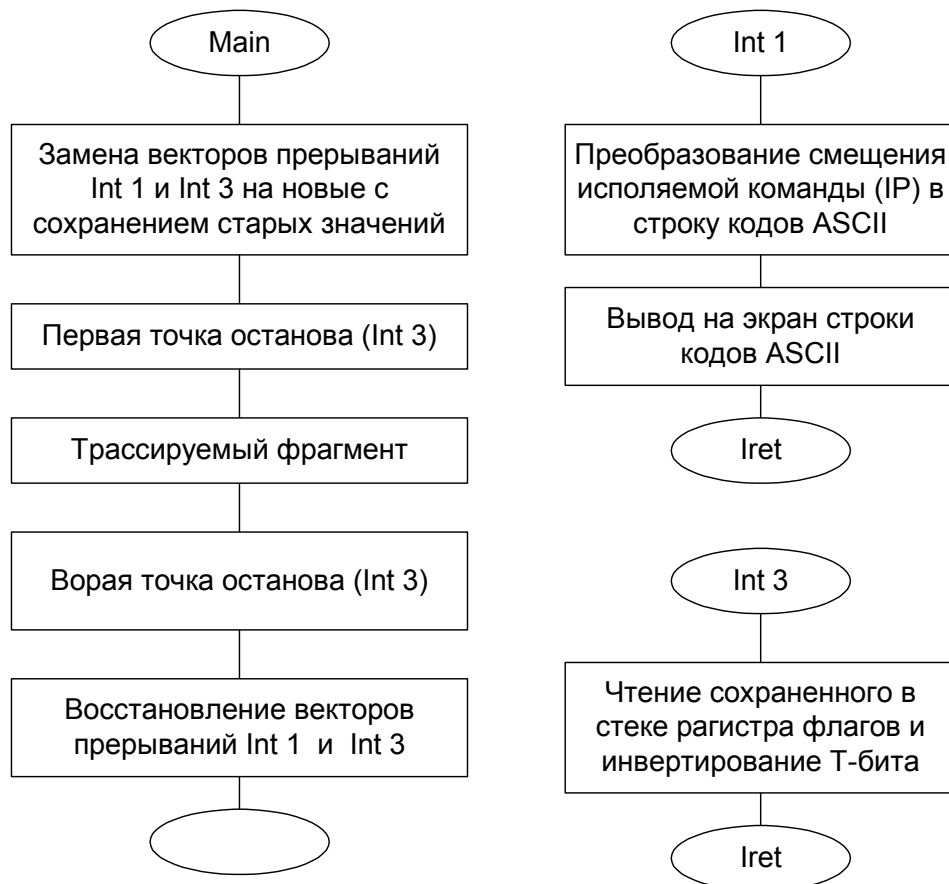 Main
Замена векторов прерываний
Int 1 и Int 3 на новые с
сохранением старых значений
Первая точка останова (Int 3)
Трассируемый фрагмент
Ворая точка останова (Int 3)
Восстановление векторов
прерываний Int 1 и Int 3
Int 1
Преобразование смещения
исполяемой команды (IP) в
строку кодов ASCII
Вывод на экран строки
кодов ASCII
Iret
Int 3
Чтение сохраненного в
стеке рагистра флагов и
инвертирование Т-бита
Iret